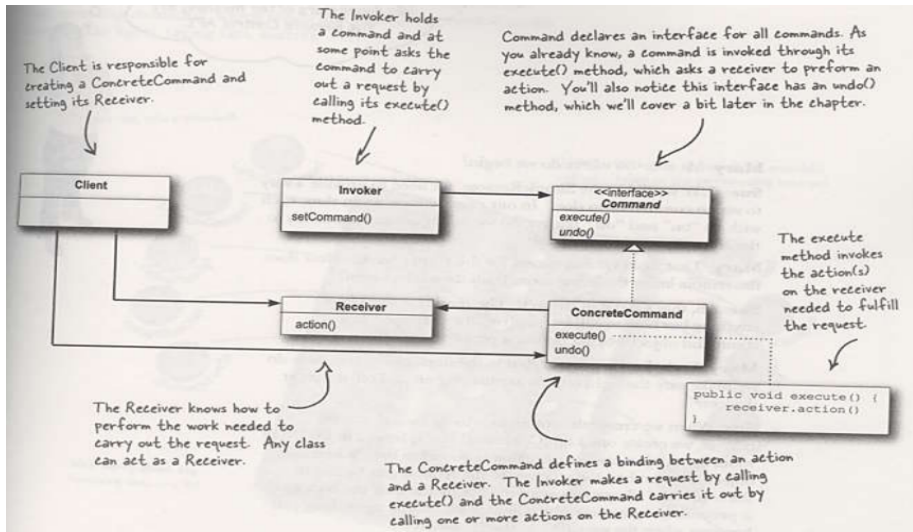 The Client is responsible for
creating a ConcreteCommand and
setting its Receiver.
The Invoker holds
a command and at
some point asks the
command to carry
out a request by
calling its execute()
method.
Command declares an interface for all commands. As
you already know, a command is invoked through its
execute() method, which asks a receiver to preform an
action. You'll also notice this interface has an undo()
method, which we'll cover a bit later in the chapter.
Client
Invoker
setCommand()
<<interface>>
Command
execute()
undo()
The execute
method invokes
the action(s)
on the receiver
needed to fulfill
the request.
Receiver
action()
ConcreteCommand
execute()
undo()
public void execute() {
receiver.action()
}
The Receiver knows how to
perform the work needed to
carry out the request. Any class
can act as a Receiver.
The ConcreteCommand defines a binding between an action
and a Receiver. The Invoker makes a request by calling
execute() and the ConcreteCommand carries it out by
calling one or more actions on the Receiver.